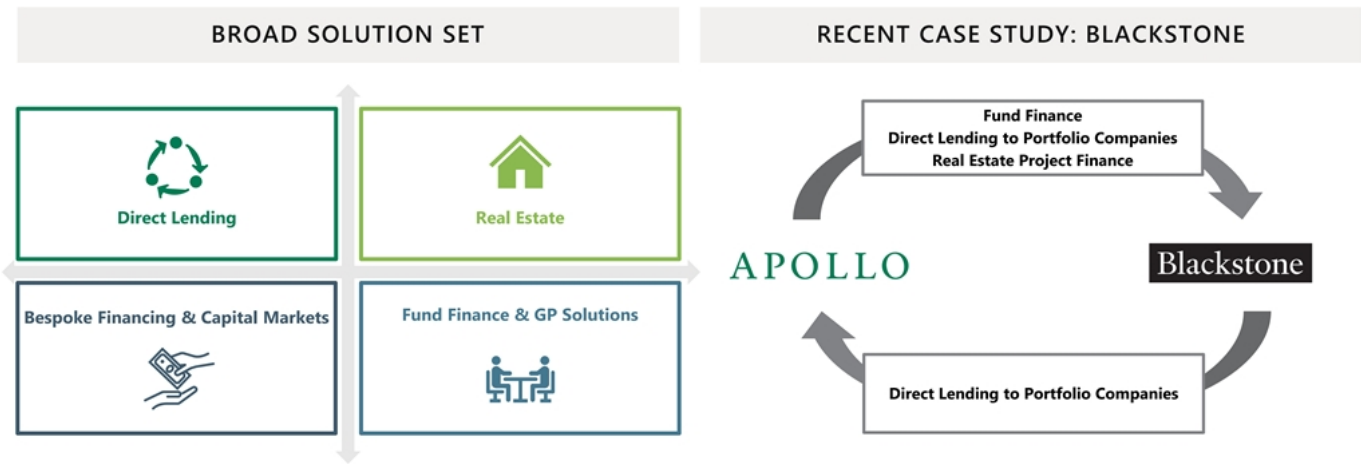 BROAD SOLUTION SET
Direct Lending
Real Estate
Bespoke Financing & Capital Markets
Fund Finance & GP Solutions
RECENT CASE STUDY: BLACKSTONE
Fund Finance
Direct Lending to Portfolio Companies
Real Estate Project Finance
APOLLO
Blackstone
Direct Lending to Portfolio Companies